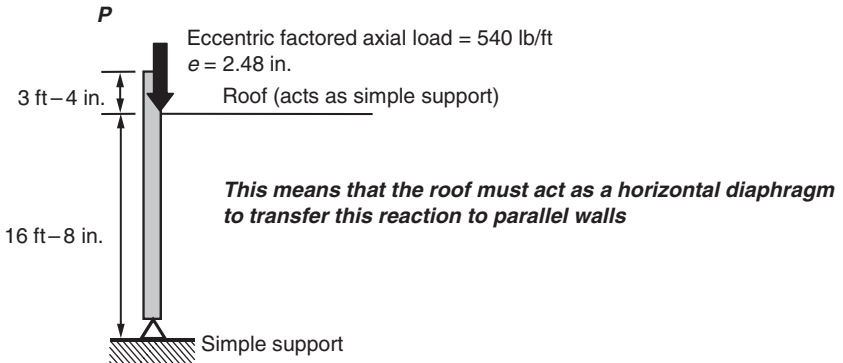 P
Eccentric factored axial load = 540 lb/ft
e = 2.48 in.
3 ft–4 in.
Roof (acts as simple support)
This means that the roof must act as a horizontal diaphragm
to transfer this reaction to parallel walls
16 ft–8 in.
Simple support